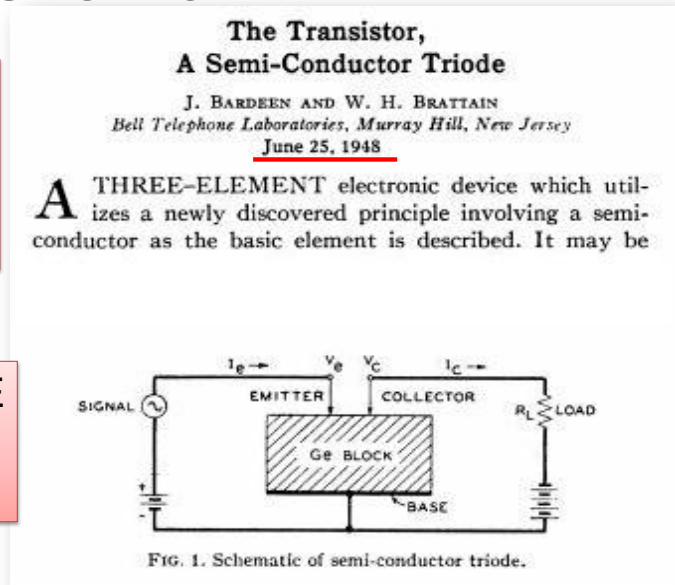 The Transistor,
A Semi-Conductor Triode
J. BARDEEN AND W. H. BRATTAIN
Bell Telephone Laboratories, Murray Hill, New Jersey
June 25, 1948
A THREE-ELEMENT electronic device which util-
izes a newly discovered principle involving a semi-
conductor as the basic element is described. It may be
Ie → Ve Vc Ic →
EMITTER COLLECTOR
SIGNAL RL LOAD
Ge BLOCK
+
-
BASE
FIG. 1. Schematic of semi-conductor triode.